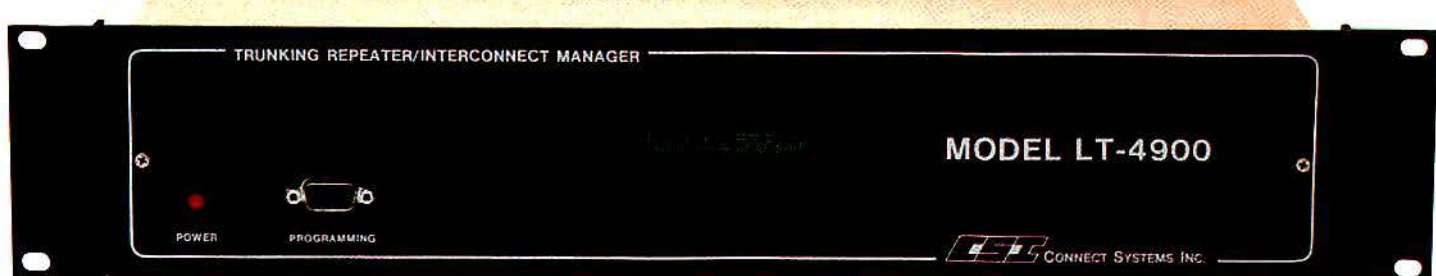 TRUNKING REPEATER/INTERCONNECT MANAGER
MODEL LT-4900
POWER
PROGRAMMING
CSI CONNECT SYSTEMS INC.